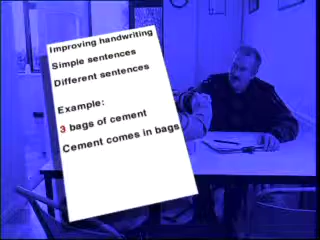 Improving handwriting
Simple sentences
Different sentences
Example:
3 bags of cement
Cement comes in bags